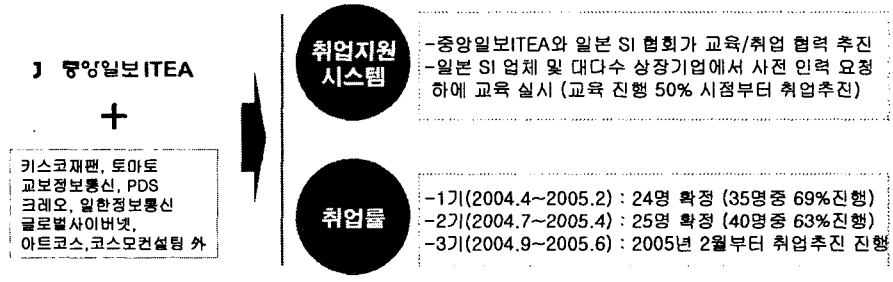 중앙일보 ITEA
+
키스코재팬, 토마토
교보정보통신, PDS
크레오, 일한정보통신
글로벌사이버넷,
아트코스,코스모컨설팅 外
취업지원
시스템
-중앙일보ITEA와 일본 SI 협회가 교육/취업 협력 추진
-일본 SI 업체 및 대다수 상장기업에서 사전 인력 요청
하에 교육 실시 (교육 진행 50% 시점부터 취업추진)
취업률
-1기(2004.4~2005.2) : 24명 확정 (35명중 69%진행)
-2기(2004.7~2005.4) : 25명 확정 (40명중 63%진행)
-3기(2004.9~2005.6) : 2005년 2월부터 취업추진 진행